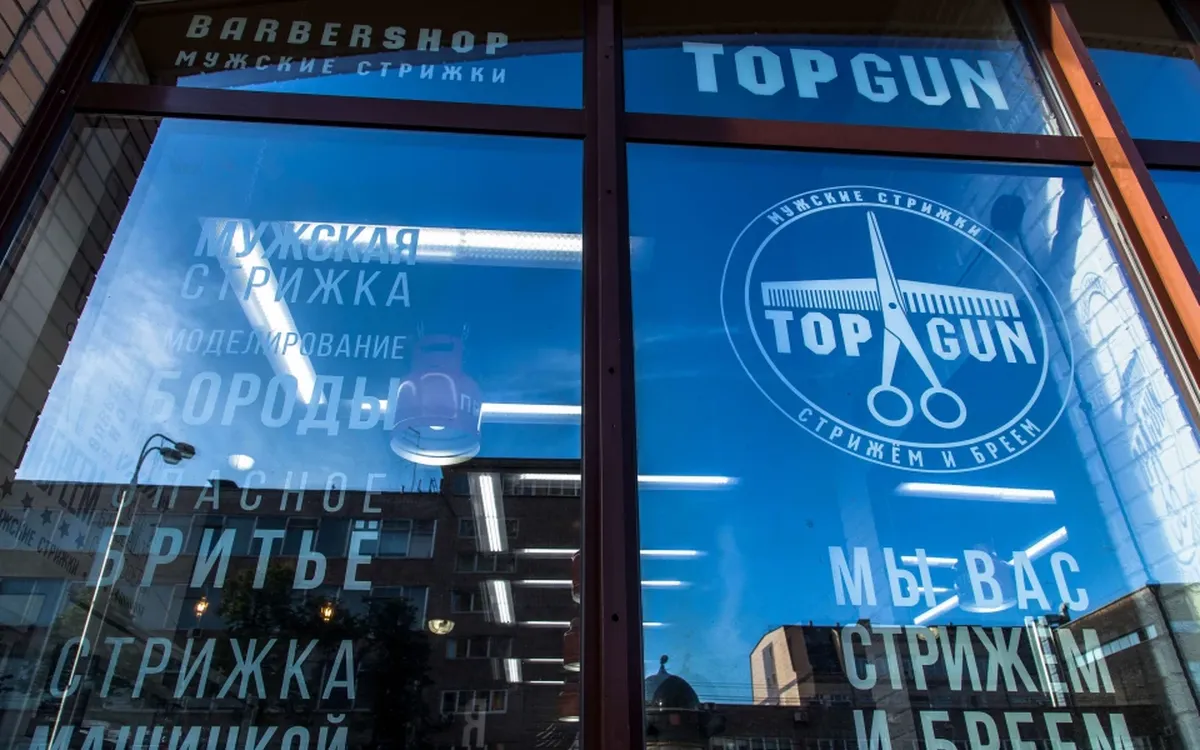 BARBERSHOP
МУЖСКИЕ СТРИЖКИ
TOPGUN
МУЖСКАЯ
СТРИЖКА
МОДЕЛИРОВАНИЕ
БОРОДЫ
ОПАСНОЕ
БРИТЬЁ
СТРИЖКА
МАШИНКОЙ
МУЖСКИЕ СТРИЖКИ
TOP GUN
СТРИЖЁМ И БРЕЕМ
МЫ ВАС
СТРИЖЁМ
И БРЕЕМ